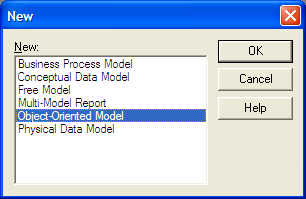 New
New:
Business Process Model
Conceptual Data Model
Free Model
Multi-Model Report
Object-Oriented Model
Physical Data Model
OK
Cancel
Help